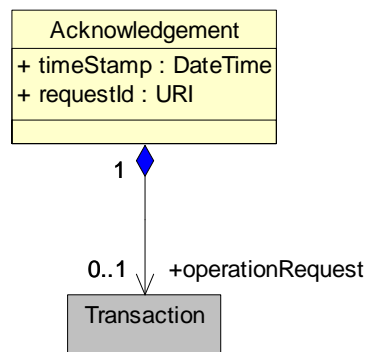 Acknowledgement
+ timeStamp : DateTime
+ requestId : URI
1
0..1 +operationRequest
Transaction